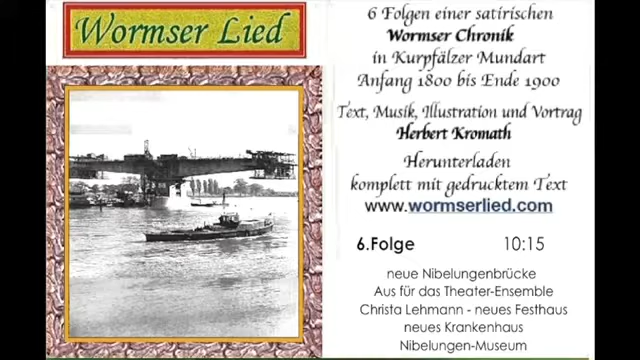 Wormser Lied
6 Folgen einer satirischen
Wormser Chronik
in Kurpfälzer Mundart
Anfang 1800 bis Ende 1900
Text, Musik, Illustration und Vortrag
Herbert Kromath
Herunterladen
komplett mit gedrucktem Text
www.wormserlied.com
6.Folge 10:15
neue Nibelungenbrücke
Aus für das Theater-Ensemble
Christa Lehmann - neues Festhaus
neues Krankenhaus
Nibelungen-Museum